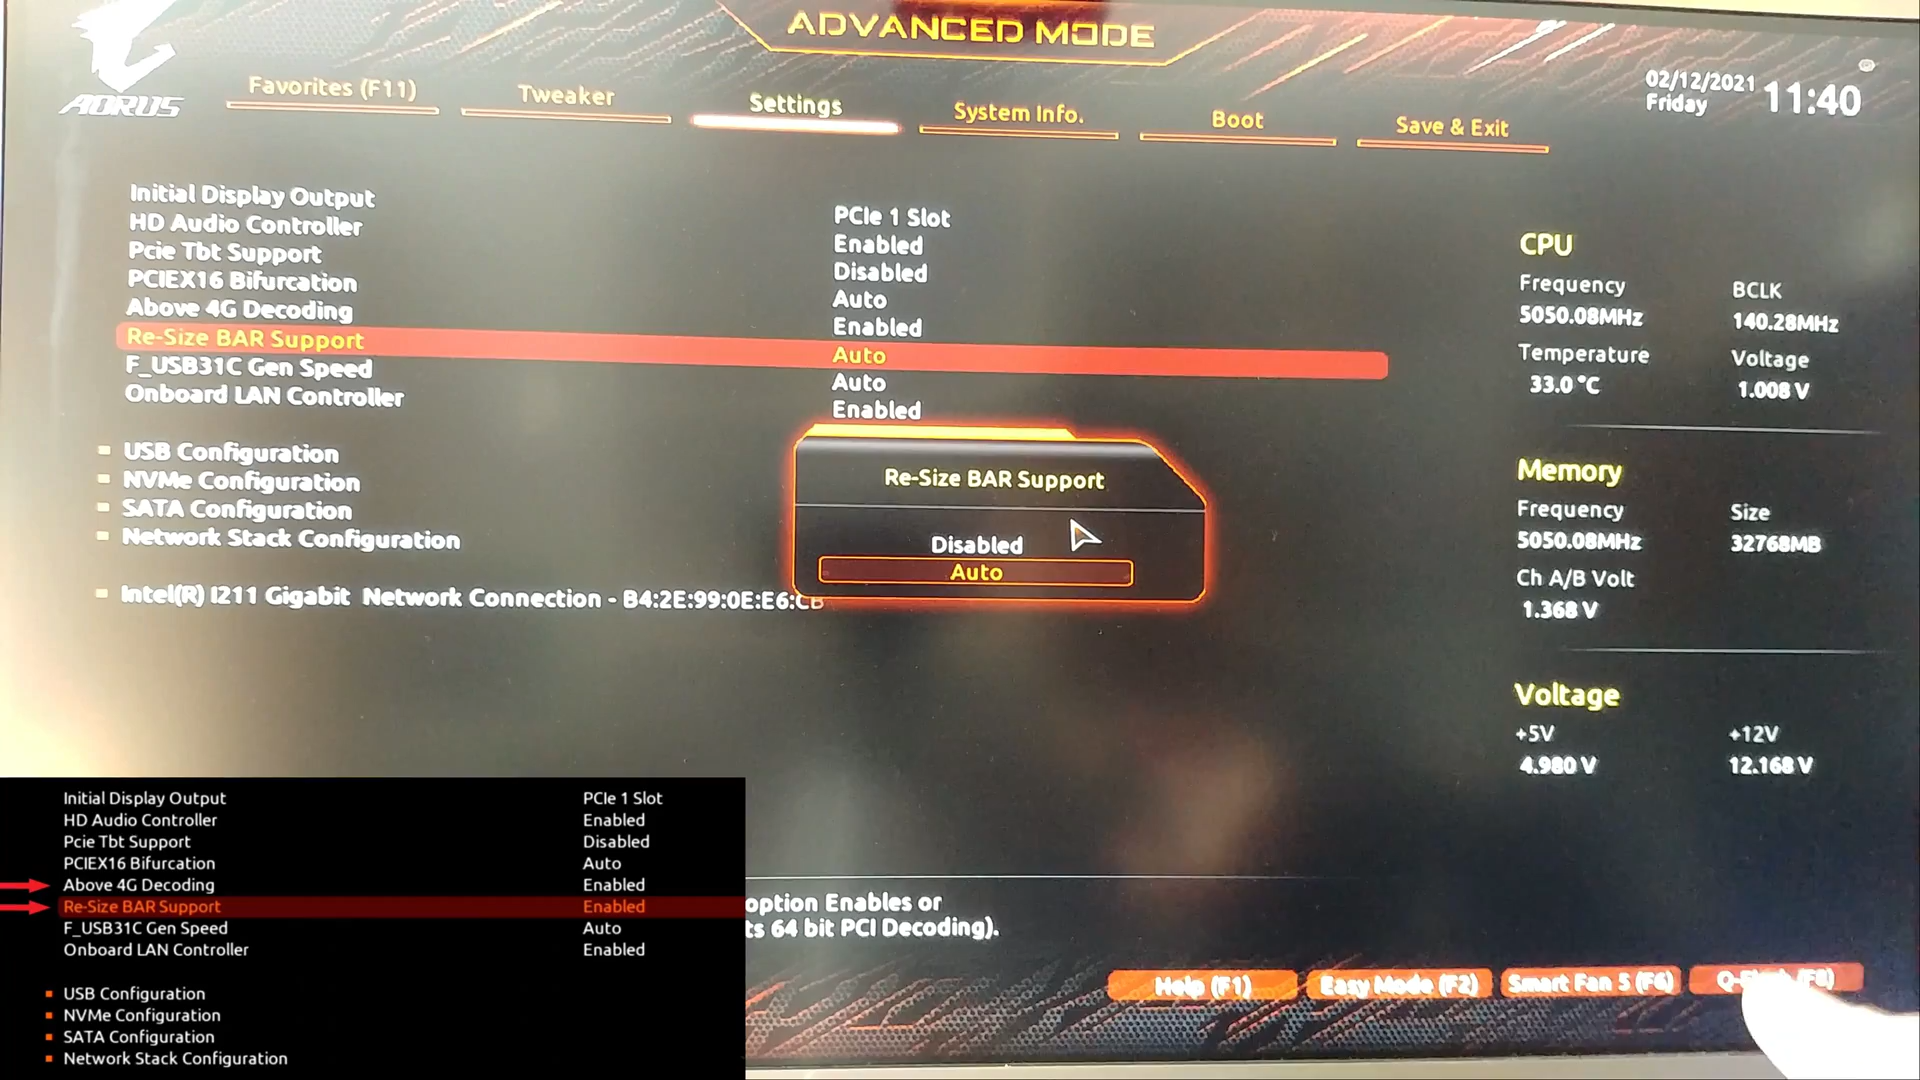 ADVANCED MODE
AORUS
Favorites (F11)
Tweaker
Settings
System Info.
Boot
Save & Exit
02/12/2021
Friday
11:40
Initial Display Output PCIe 1 Slot
HD Audio Controller Enabled
Pcie Tbt Support Disabled
PCIEX16 Bifurcation Auto
Above 4G Decoding Enabled
Re-Size BAR Support Auto
F_USB31C Gen Speed Auto
Onboard LAN Controller Enabled
USB Configuration
NVMe Configuration
SATA Configuration
Network Stack Configuration
Intel(R) I211 Gigabit Network Connection - B4:2E:99:0E:E6:CB
Re-Size BAR Support
Disabled
Auto
CPU
Frequency BCLK
5050.08MHz 140.28MHz
Temperature Voltage
33.0 °C 1.008 V
Memory
Frequency Size
5050.08MHz 32768MB
Ch A/B Volt
1.368 V
Voltage
+5V +12V
4.980 V 12.168 V
option Enables or
ts 64 bit PCI Decoding).
Help (F1)
Easy Mode (F2)
Smart Fan 5 (F6)
(F8)
Initial Display Output PCIe 1 Slot
HD Audio Controller Enabled
Pcie Tbt Support Disabled
PCIEX16 Bifurcation Auto
Above 4G Decoding Enabled
Re-Size BAR Support Enabled
F_USB31C Gen Speed Auto
Onboard LAN Controller Enabled
USB Configuration
NVMe Configuration
SATA Configuration
Network Stack Configuration